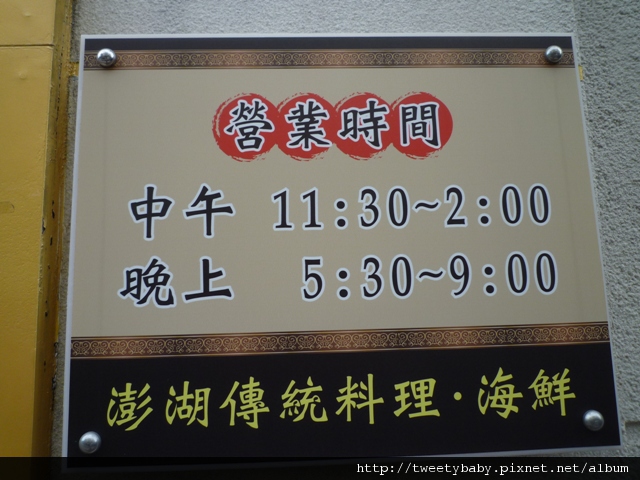 營業時間
中午 11:30~2:00
晚上 5:30~9:00
澎湖傳統料理·海鮮
http://tweetybaby.pixnet.net/album